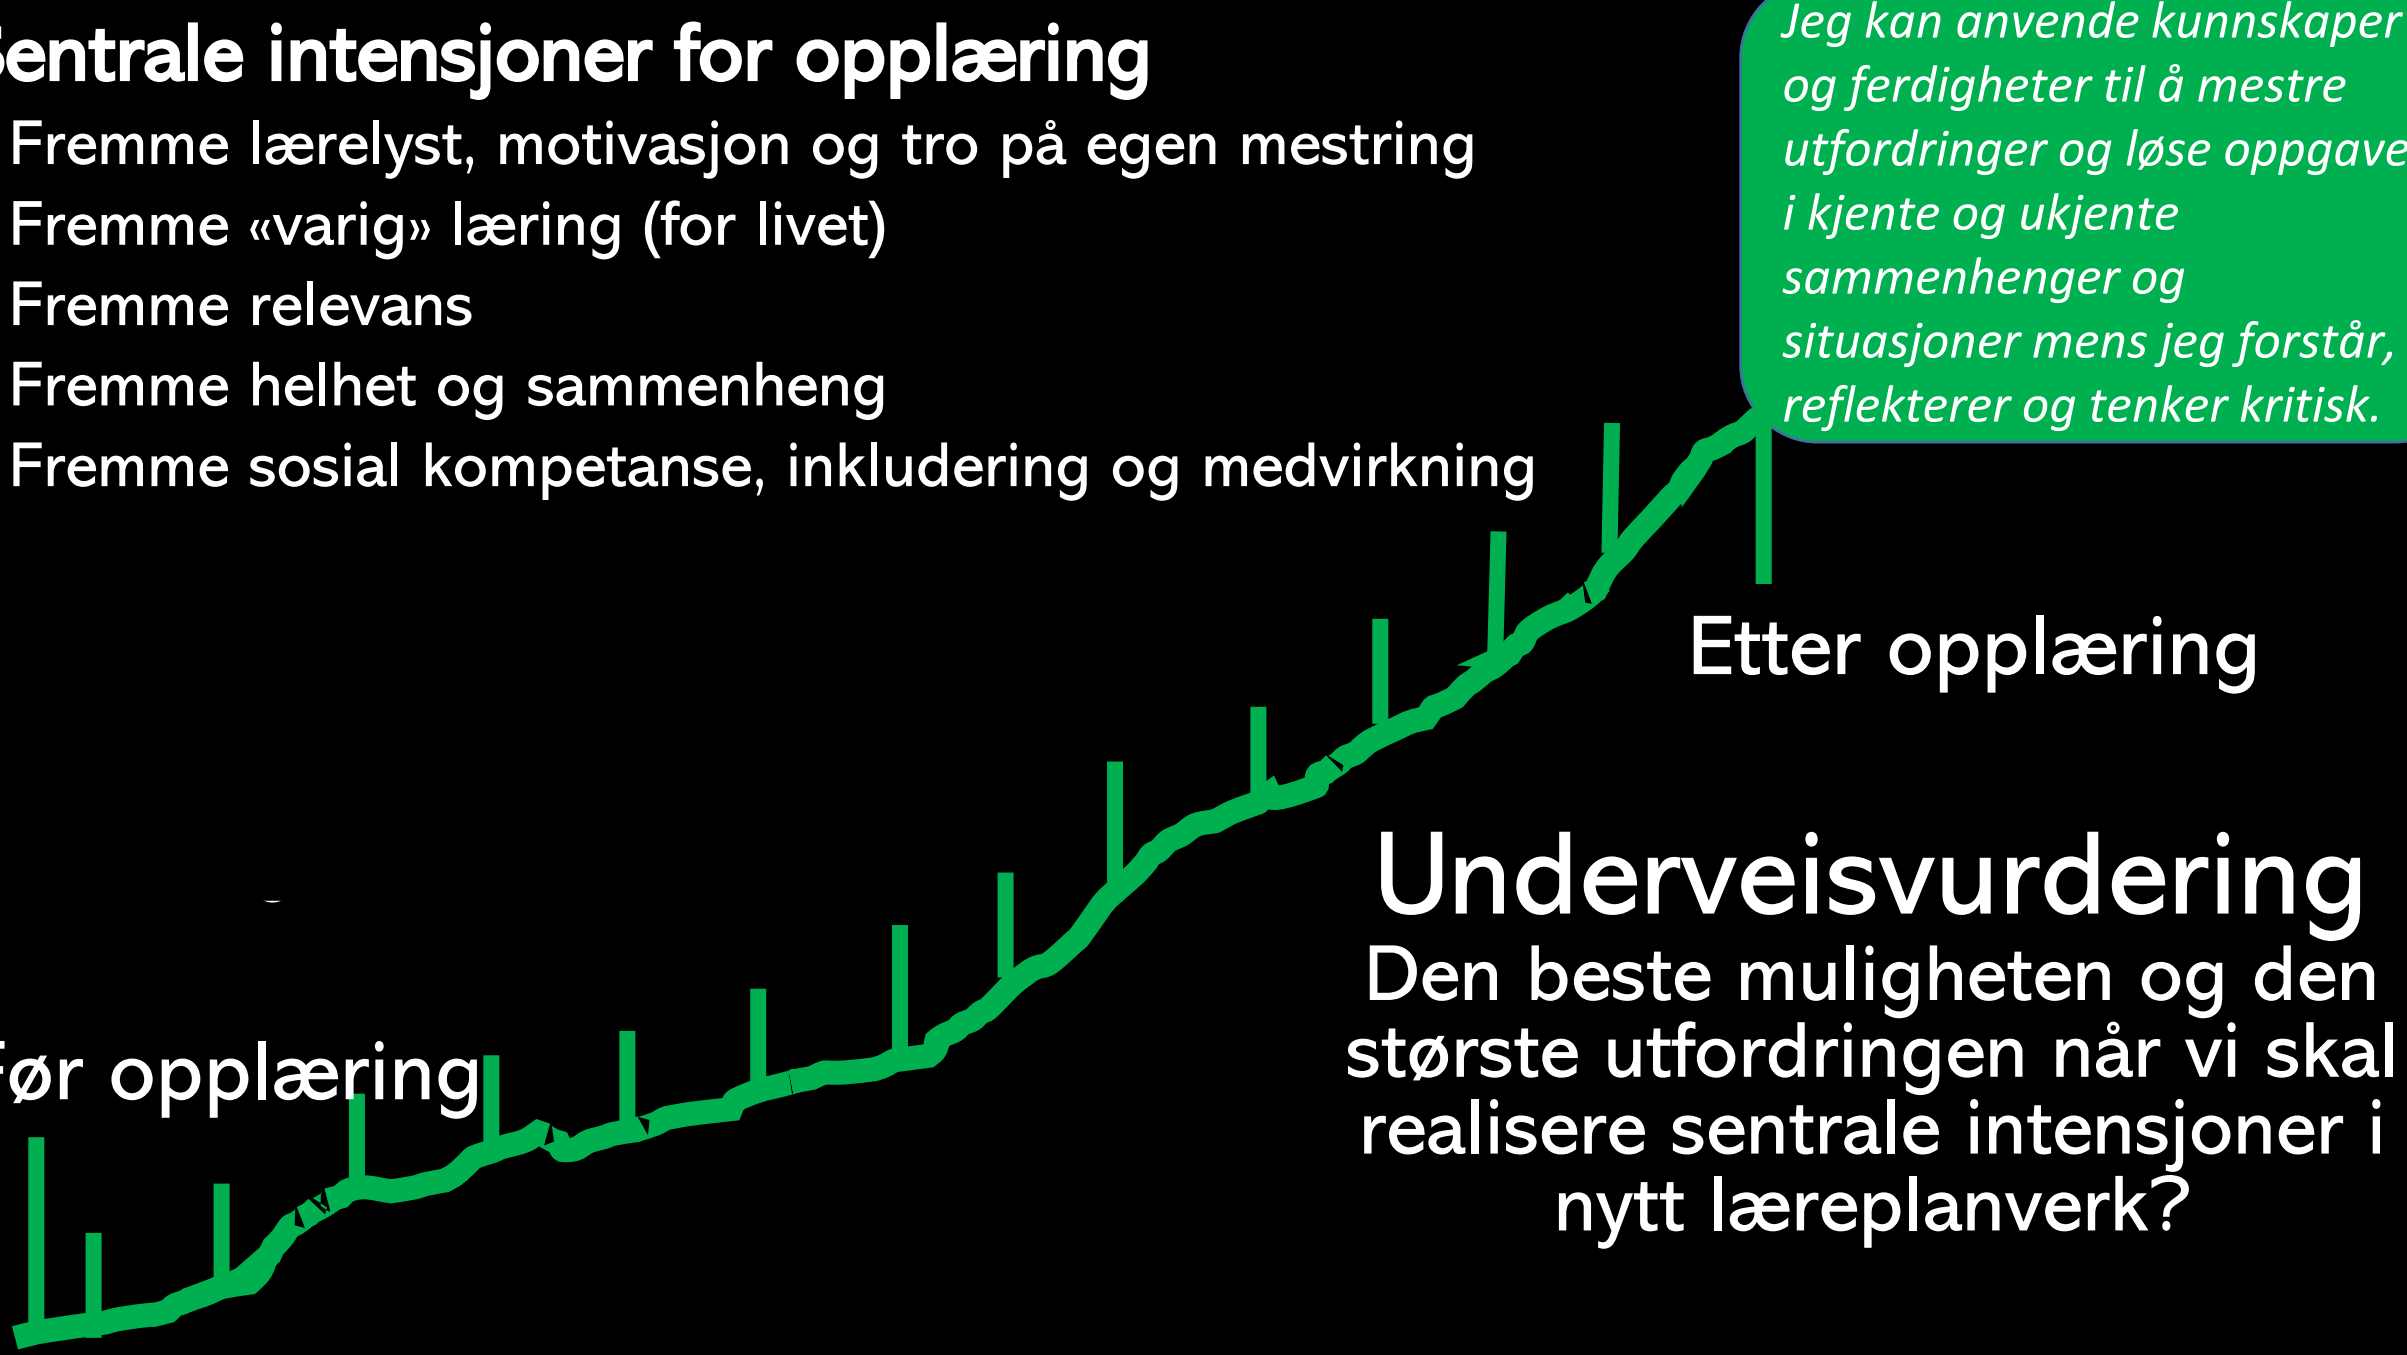 Sentrale intensjoner for opplæring
Fremme lærelyst, motivasjon og tro på egen mestring
Fremme «varig» læring (for livet)
Fremme relevans
Fremme helhet og sammenheng
Fremme sosial kompetanse, inkludering og medvirkning
Jeg kan anvende kunnskaper
og ferdigheter til å mestre
utfordringer og løse oppgave
i kjente og ukjente
sammenhenger og
situasjoner mens jeg forstår,
reflekterer og tenker kritisk.
Etter opplæring
Underveisvurdering
Den beste muligheten og den
største utfordringen når vi skal
realisere sentrale intensjoner i
nytt læreplanverk?
Før opplæring